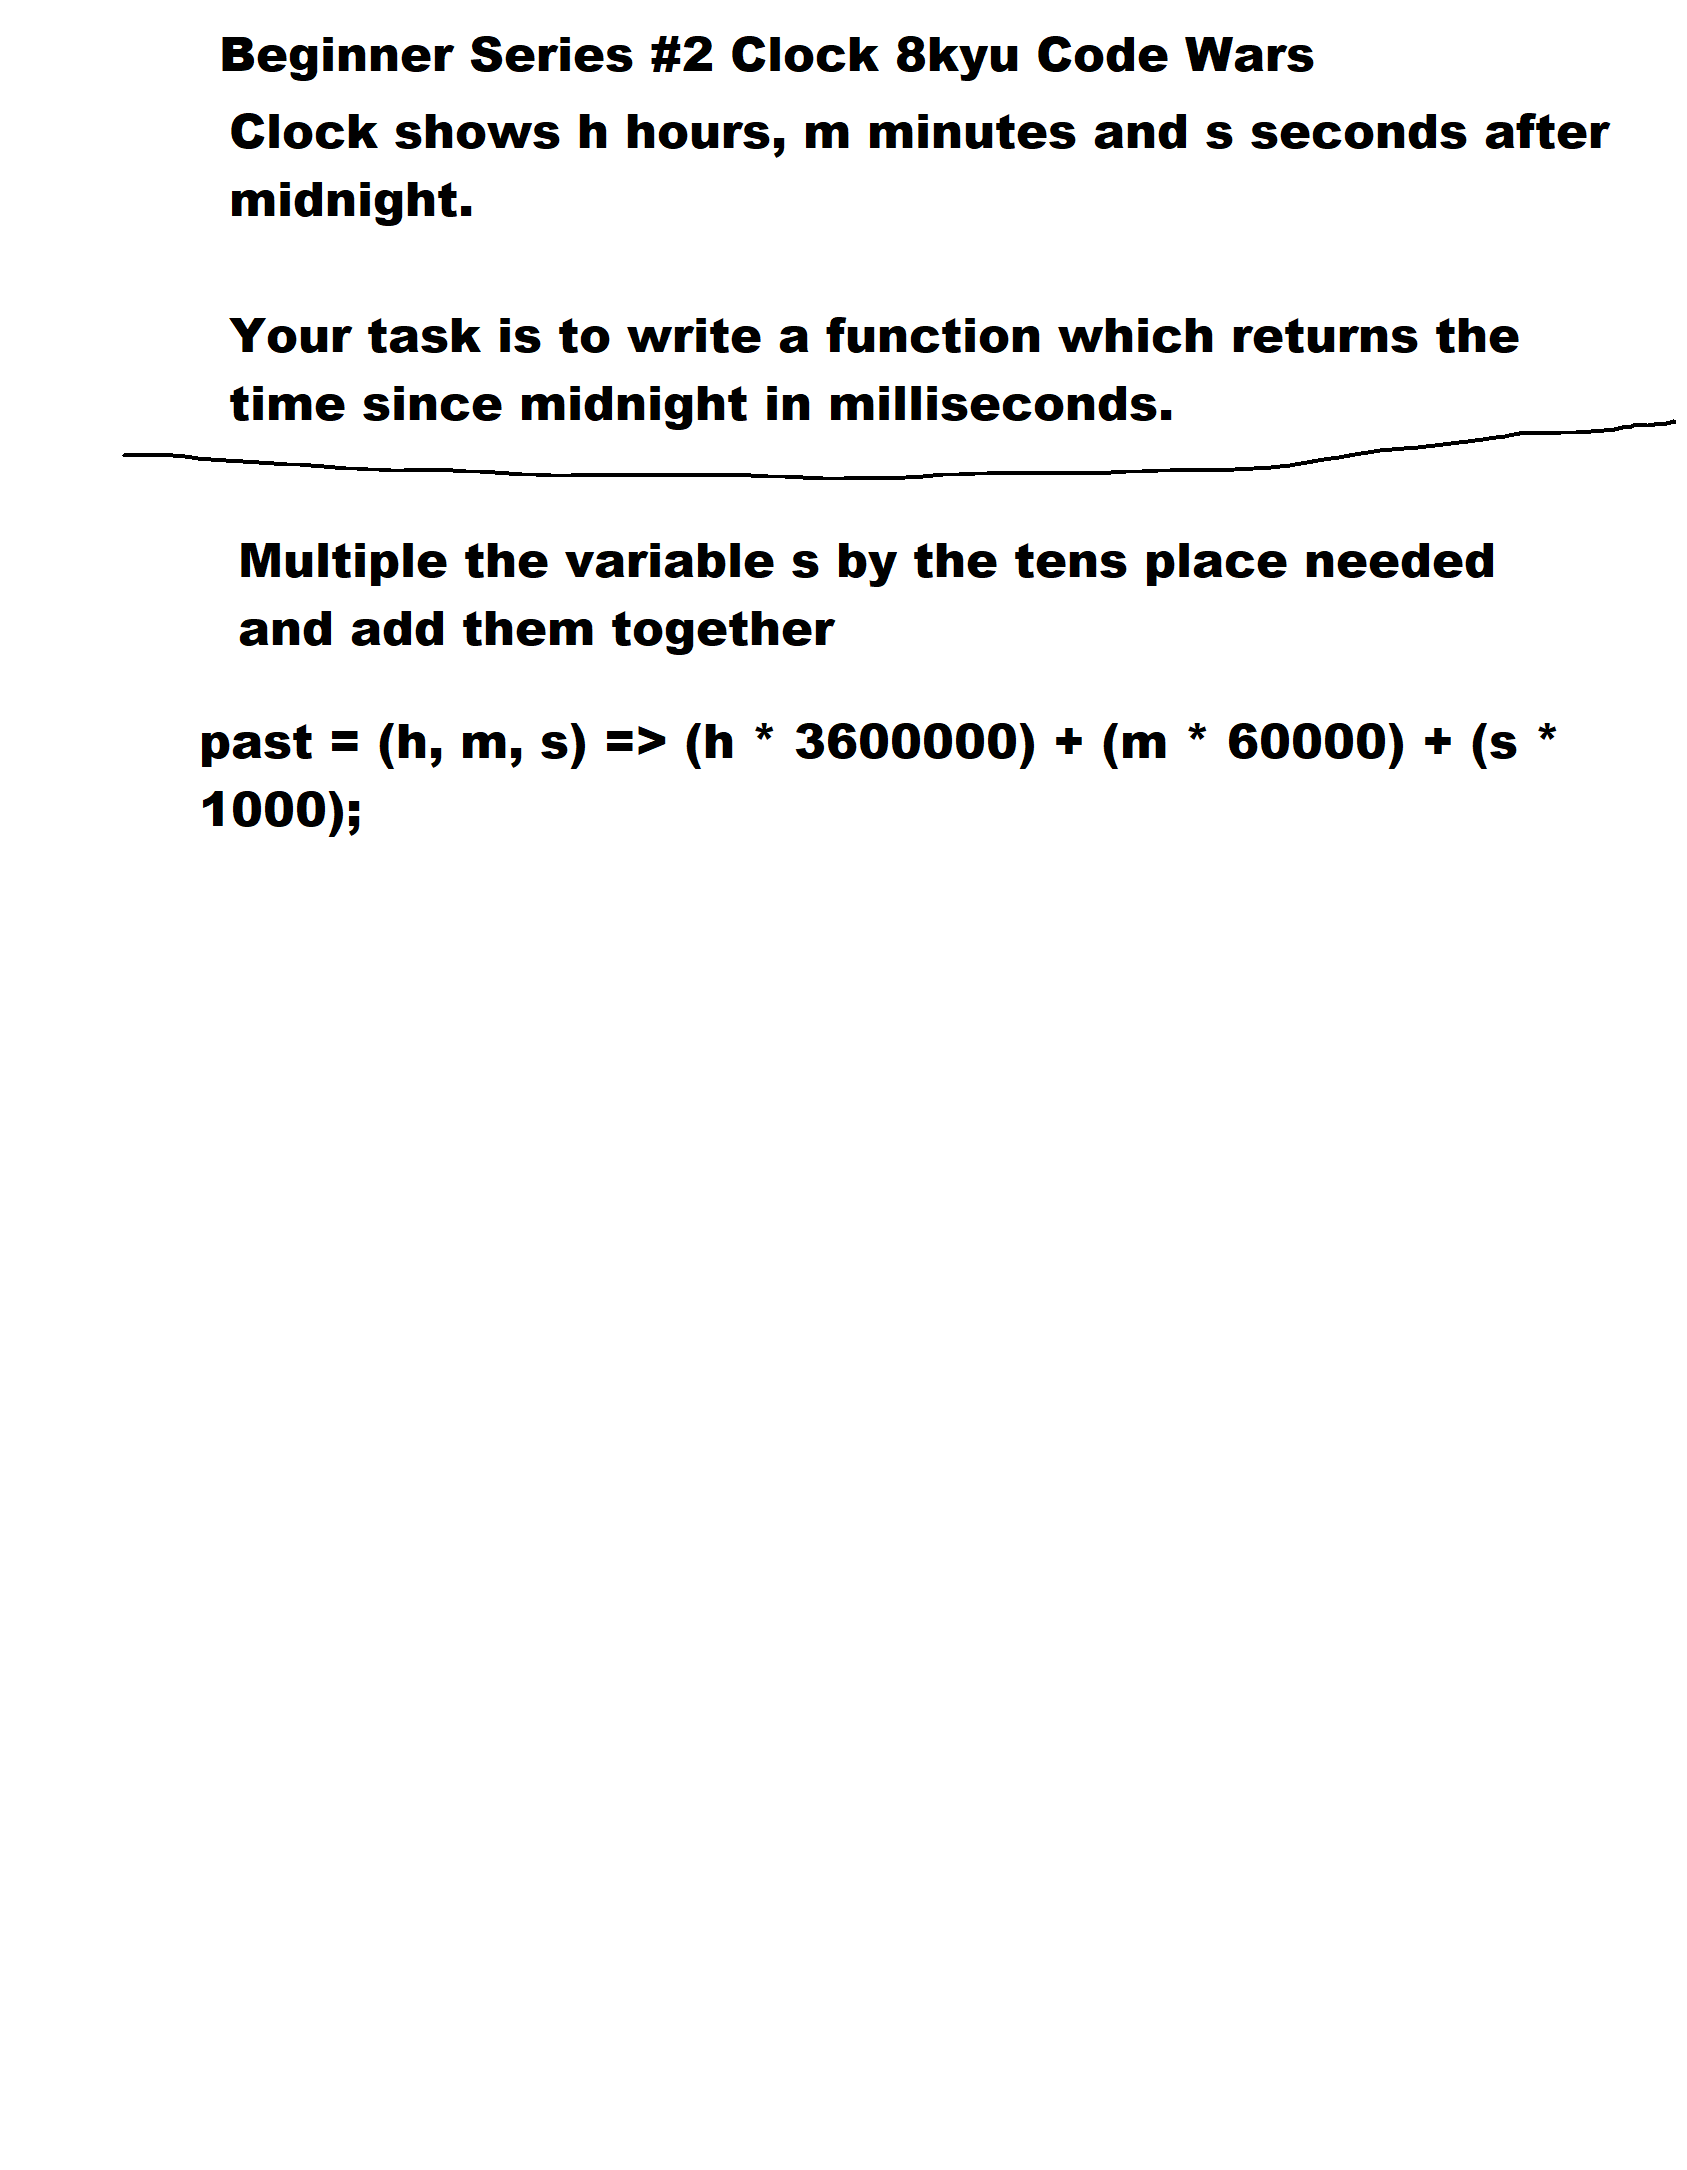 Beginner Series #2 Clock 8kyu Code Wars
Clock shows h hours, m minutes and s seconds after
midnight.
Your task is to write a function which returns the
time since midnight in milliseconds.
Multiple the variable s by the tens place needed
and add them together
past = (h, m, s) => (h * 3600000) + (m * 60000) + (s *
1000);